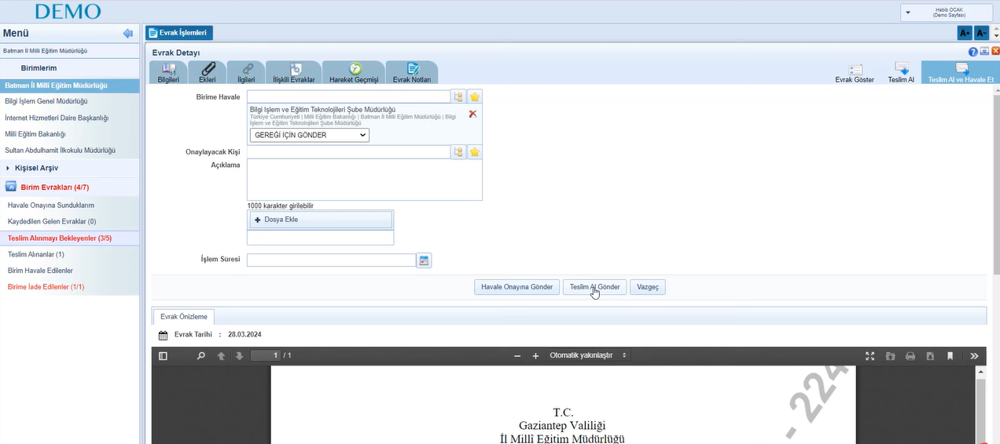 DEMO
Habib OCAK
(Demo Sayfası)
Menü
Evrak İşlemleri
A+ A-
Batman İl Milli Eğitim Müdürlüğü
Birimlerim
Batman İl Milli Eğitim Müdürlüğü
Bilgi İşlem Genel Müdürlüğü
İnternet Hizmetleri Daire Başkanlığı
Milli Eğitim Bakanlığı
Sultan Abdulhamit İlkokulu Müdürlüğü
Kişisel Arşiv
Birim Evrakları (4/7)
Havale Onayına Sunduklarım
Kaydedilen Gelen Evraklar (0)
Teslim Alınmayı Bekleyenler (3/5)
Teslim Alınanlar (1)
Birim Havale Edilenler
Birime İade Edilenler (1/1)
Evrak Detayı
Bilgileri
Ekleri
İlgileri
İlişkili Evraklar
Hareket Geçmişi
Evrak Notları
Evrak Göster
Teslim Al
Teslim Al ve Havale Et
Birime Havale
Bilgi İşlem ve Eğitim Teknolojileri Şube Müdürlüğü
Türkiye Cumhuriyeti | Milli Eğitim Bakanlığı | Batman İl Milli Eğitim Müdürlüğü | Bilgi
İşlem ve Eğitim Teknolojileri Şube Müdürlüğü
GEREĞİ İÇİN GÖNDER
Onaylayacak Kişi
Açıklama
1000 karakter girilebilir
+ Dosya Ekle
İşlem Süresi
Havale Onayına Gönder
Teslim Al Gönder
Vazgeç
Evrak Önizleme
Evrak Tarihi : 28.03.2024
1 / 1
Otomatik yakınlaştır
T.C.
Gaziantep Valiliği
İl Millî Eğitim Müdürlüğü
- 224